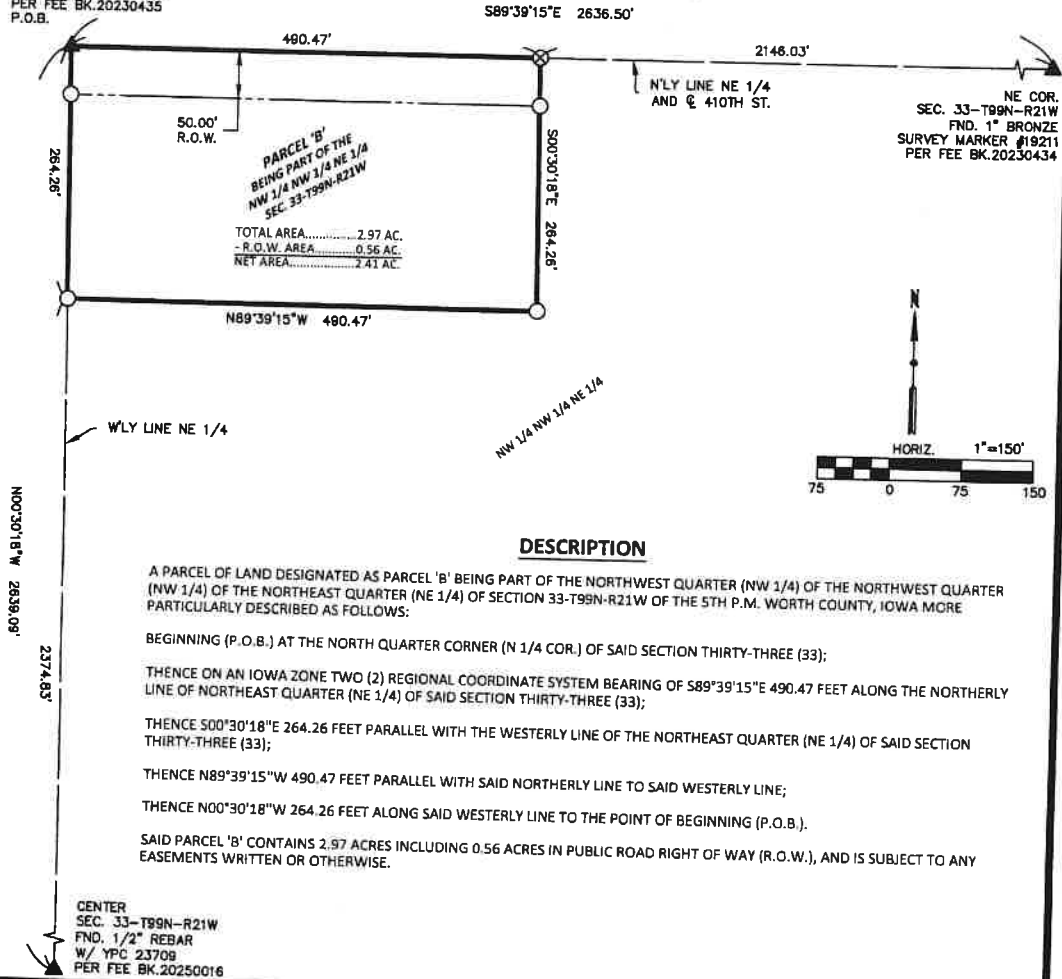 PER FEE BK.20230435
P.O.B.
S89°39'15"E 2636.50'
490.47'
2146.03'
N'LY LINE NE 1/4
AND ℄ 410TH ST.
NE COR.
SEC. 33-T99N-R21W
FND. 1" BRONZE
SURVEY MARKER #19211
PER FEE BK.20230434
50.00'
R.O.W.
264.26'
PARCEL 'B'
BEING PART OF THE
NW 1/4 NW 1/4 NE 1/4
SEC. 33-T99N-R21W
TOTAL AREA............2.97 AC.
- R.O.W. AREA...........0.56 AC.
NET AREA................2.41 AC.
S00°30'18"E 264.26'
N89°39'15"W 490.47'
W'LY LINE NE 1/4
NW 1/4 NW 1/4 NE 1/4
N
HORIZ. 1"=150'
75 0 75 150
N00°30'18"W 2639.09'
2374.83'
DESCRIPTION
A PARCEL OF LAND DESIGNATED AS PARCEL 'B' BEING PART OF THE NORTHWEST QUARTER (NW 1/4) OF THE NORTHWEST QUARTER
(NW 1/4) OF THE NORTHEAST QUARTER (NE 1/4) OF SECTION 33-T99N-R21W OF THE 5TH P.M. WORTH COUNTY, IOWA MORE
PARTICULARLY DESCRIBED AS FOLLOWS:
BEGINNING (P.O.B.) AT THE NORTH QUARTER CORNER (N 1/4 COR.) OF SAID SECTION THIRTY-THREE (33);
THENCE ON AN IOWA ZONE TWO (2) REGIONAL COORDINATE SYSTEM BEARING OF S89°39'15"E 490.47 FEET ALONG THE NORTHERLY
LINE OF NORTHEAST QUARTER (NE 1/4) OF SAID SECTION THIRTY-THREE (33);
THENCE S00°30'18"E 264.26 FEET PARALLEL WITH THE WESTERLY LINE OF THE NORTHEAST QUARTER (NE 1/4) OF SAID SECTION
THIRTY-THREE (33);
THENCE N89°39'15"W 490.47 FEET PARALLEL WITH SAID NORTHERLY LINE TO SAID WESTERLY LINE;
THENCE N00°30'18"W 264.26 FEET ALONG SAID WESTERLY LINE TO THE POINT OF BEGINNING (P.O.B.).
SAID PARCEL 'B' CONTAINS 2.97 ACRES INCLUDING 0.56 ACRES IN PUBLIC ROAD RIGHT OF WAY (R.O.W.), AND IS SUBJECT TO ANY
EASEMENTS WRITTEN OR OTHERWISE.
CENTER
SEC. 33-T99N-R21W
FND. 1/2" REBAR
W/ YPC 23709
PER FEE BK.20250016